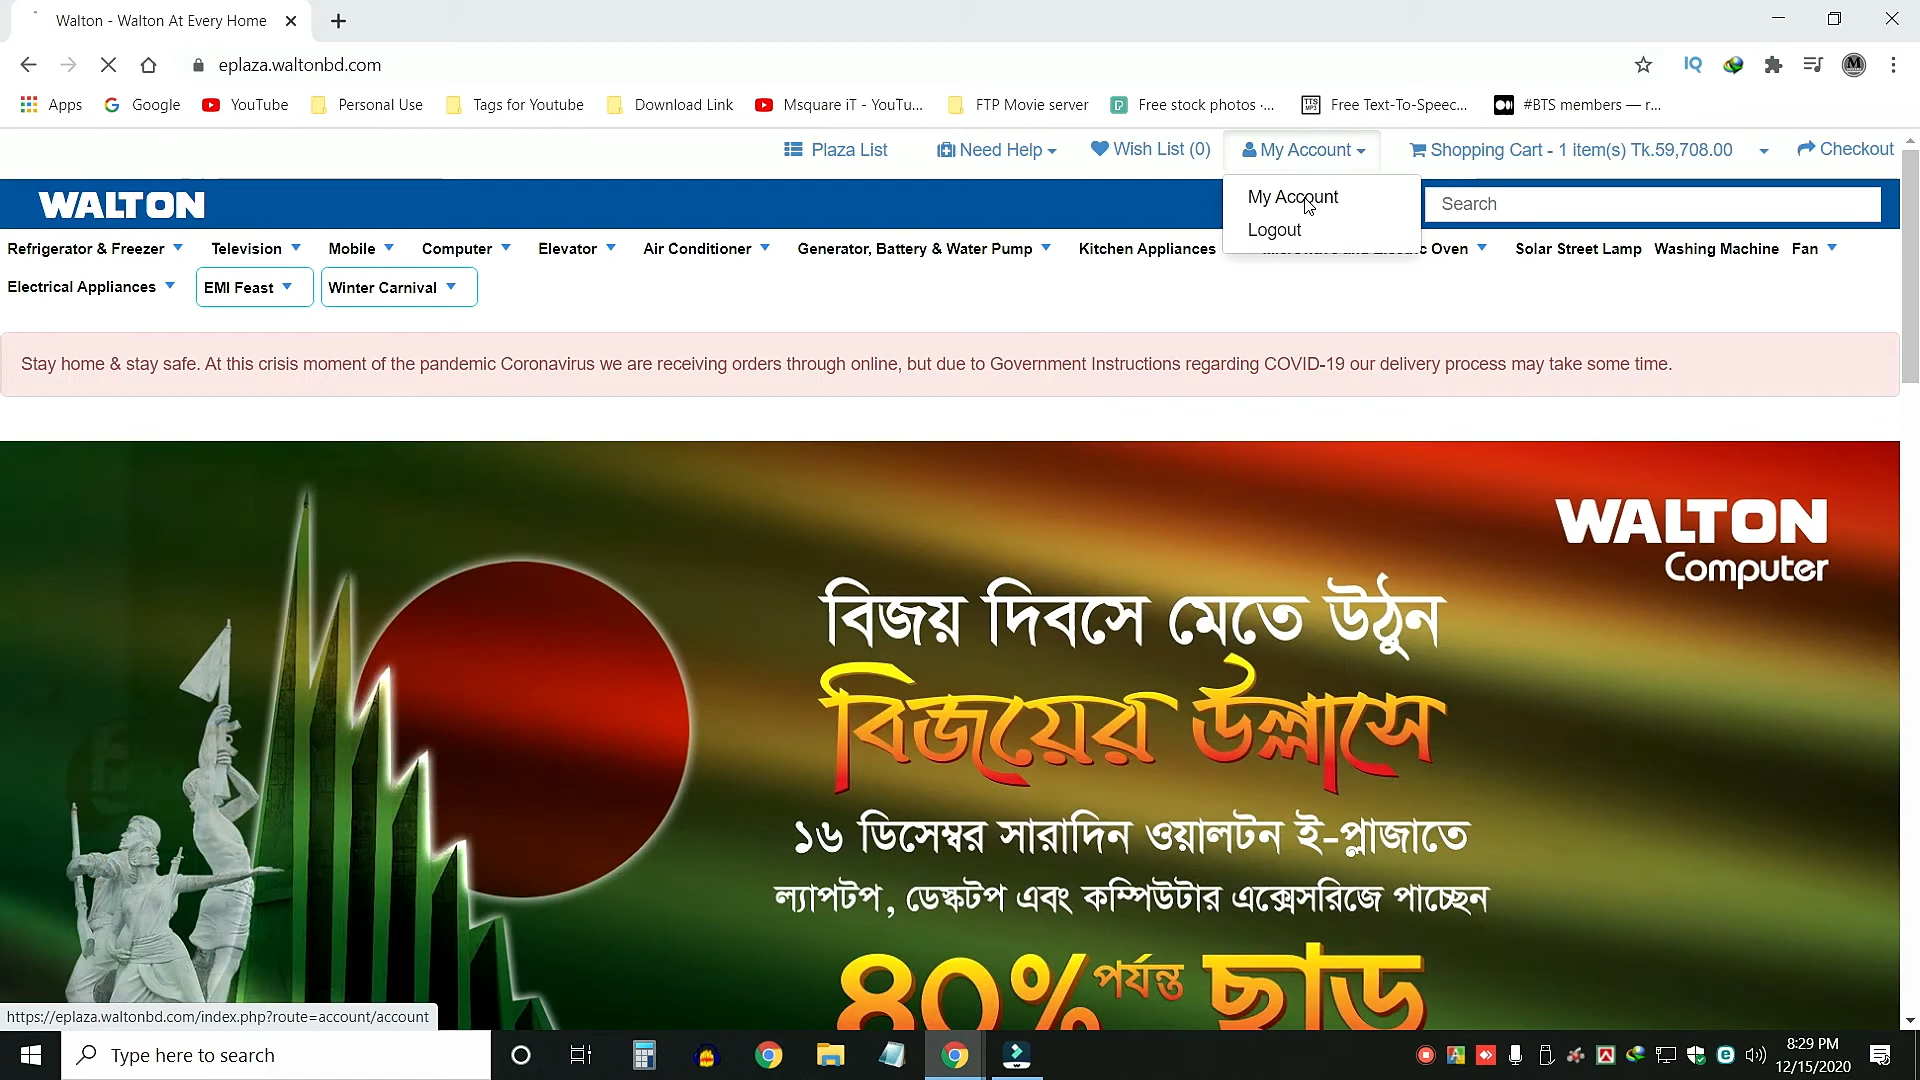 Walton - Walton At Every Home
eplaza.waltonbd.com
IQ
Apps Google YouTube Personal Use Tags for Youtube Download Link Msquare iT - YouTu... FTP Movie server Free stock photos ·... Free Text-To-Speec... #BTS members — r...
Plaza List Need Help Wish List (0) My Account Shopping Cart - 1 item(s) Tk.59,708.00 Checkout
WALTON
My Account
Search
Logout
Refrigerator & Freezer Television Mobile Computer Elevator Air Conditioner Generator, Battery & Water Pump Kitchen Appliances Oven Solar Street Lamp Washing Machine Fan
Electrical Appliances EMI Feast Winter Carnival
Stay home & stay safe. At this crisis moment of the pandemic Coronavirus we are receiving orders through online, but due to Government Instructions regarding COVID-19 our delivery process may take some time.
WALTON
Computer
বিজয় দিবসে মেতে উঠুন
বিজয়ের উল্লাসে
১৬ ডিসেম্বর সারাদিন ওয়ালটন ই-প্লাজাতে
ল্যাপটপ, ডেস্কটপ এবং কম্পিউটার এক্সেসরিজে পাচ্ছেন
৪০% পর্যন্ত ছাড়
https://eplaza.waltonbd.com/index.php?route=account/account
Type here to search
8:29 PM
12/15/2020